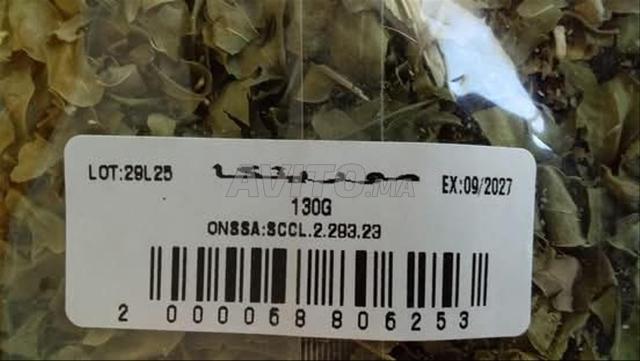 LOT:29L25
EX:09/2027
130G
ONSSA:SCCL.2.283.23
2 000068 806253
AVITO.MA